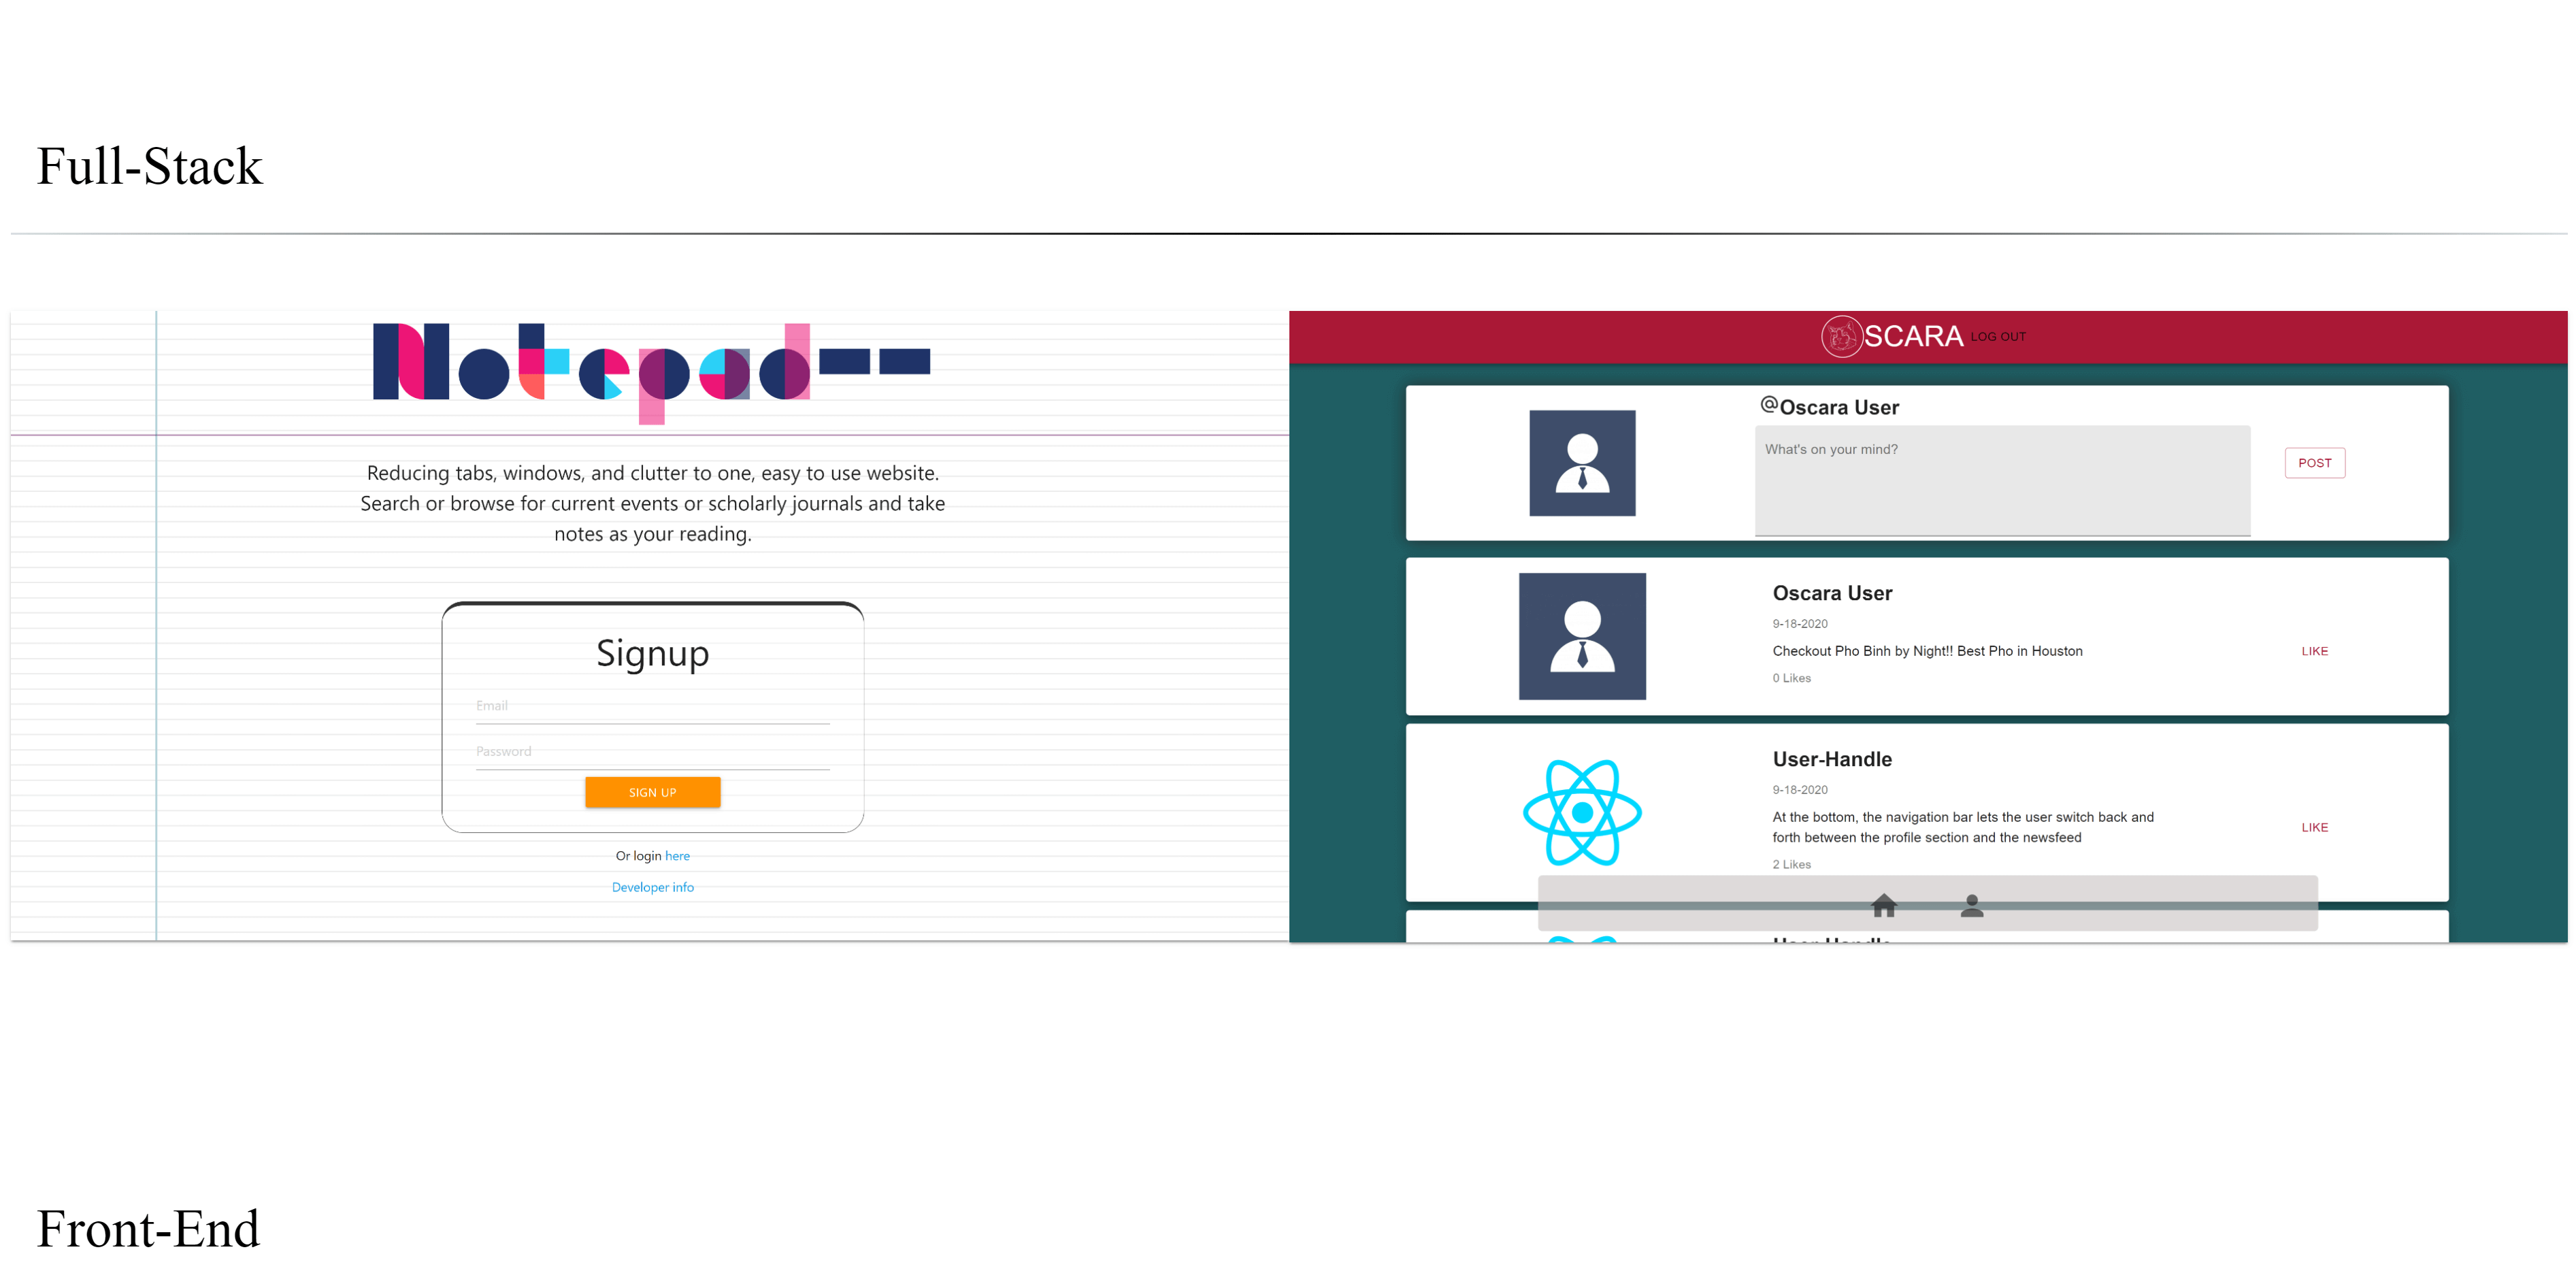 Full-Stack
Notepad--
Reducing tabs, windows, and clutter to one, easy to use website.
Search or browse for current events or scholarly journals and take
notes as your reading.
Signup
Email
Password
SIGN UP
Or login here
Developer info
SCARA LOG OUT
@Oscara User
What's on your mind?
POST
Oscara User
9-18-2020
Checkout Pho Binh by Night!! Best Pho in Houston
0 Likes
LIKE
User-Handle
9-18-2020
At the bottom, the navigation bar lets the user switch back and
forth between the profile section and the newsfeed
2 Likes
LIKE
User-Handle
Front-End